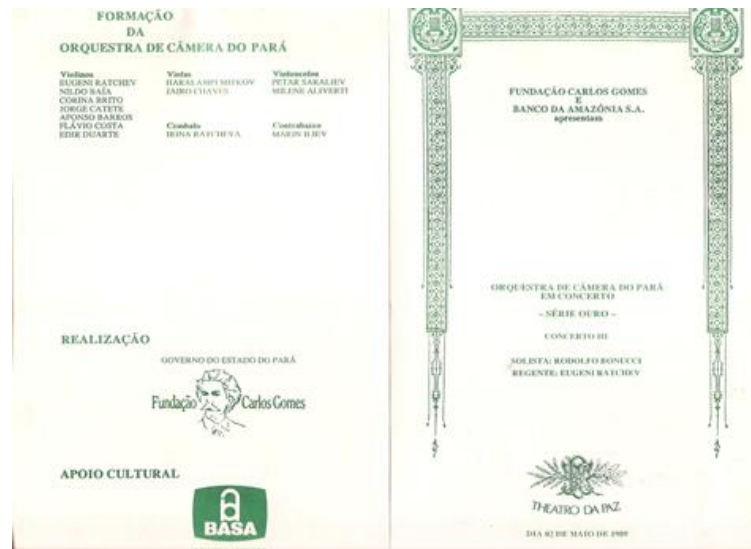 FORMAÇÃO
DA
ORQUESTRA DE CÂMERA DO PARÁ
Violinos
EUGENI RATCHEV
NILDO BAÍA
CORINA BRITO
JORGE CATETE
AFONSO BARROS
FLÁVIO COSTA
EDIR DUARTE
Violas
HARALAMPI MITKOV
JAIRO CHAVES
Cembalo
IRINA RATCHEVA
Violoncelos
PETAR SARALIEV
MILENE ALIVERTI
Contrabaixo
MARIN ILIEV
REALIZAÇÃO
GOVERNO DO ESTADO DO PARÁ
Fundação Carlos Gomes
APOIO CULTURAL
BASA
FUNDAÇÃO CARLOS GOMES
E
BANCO DA AMAZÔNIA S.A.
apresentam
ORQUESTRA DE CÂMERA DO PARÁ
EM CONCERTO
– SÉRIE OURO –
CONCERTO III
SOLISTA: RODOLFO BONUCCI
REGENTE: EUGENI RATCHEV
THEATRO DA PAZ
DIA 02 DE MAIO DE 1989